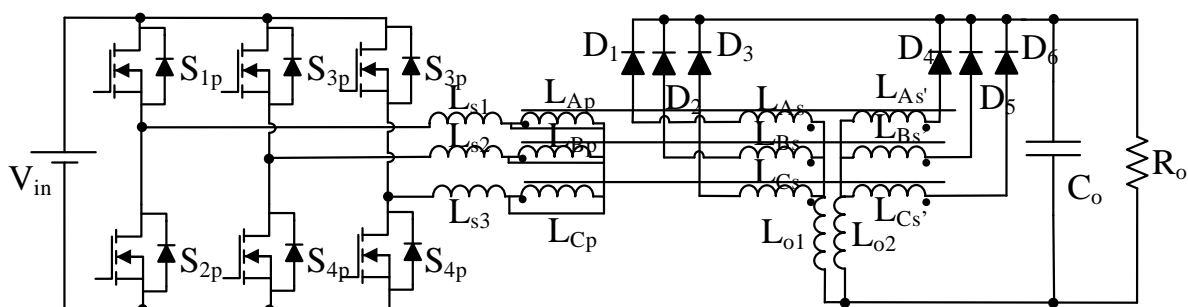 S1p
S3p
S3p
Ls1
LAp
D1
D3
D2
D4
D6
D5
LAs
LAs'
Ls2
LBp
LBs
LBs'
Vin
Ls3
LCp
LCs
LCs'
Lo1
Lo2
Co
Ro
S2p
S4p
S4p